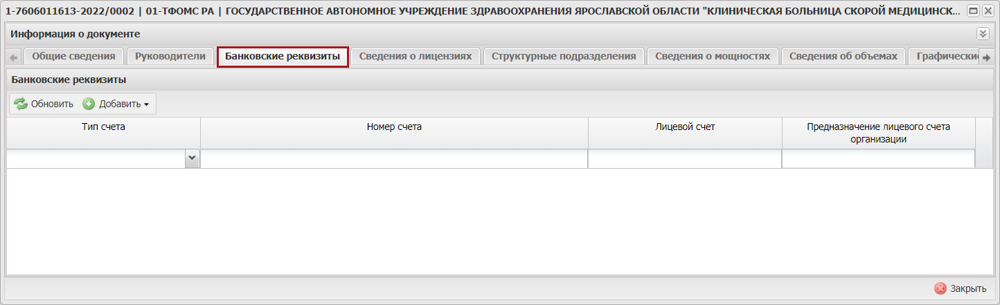 1-7606011613-2022/0002 | 01-ТФОМС РА | ГОСУДАРСТВЕННОЕ АВТОНОМНОЕ УЧРЕЖДЕНИЕ ЗДРАВООХРАНЕНИЯ ЯРОСЛАВСКОЙ ОБЛАСТИ "КЛИНИЧЕСКАЯ БОЛЬНИЦА СКОРОЙ МЕДИЦИНСК...
Информация о документе
Общие сведения Руководители Банковские реквизиты Сведения о лицензиях Структурные подразделения Сведения о мощностях Сведения об объемах Графические
Банковские реквизиты
Обновить Добавить
Тип счета Номер счета Лицевой счет Предназначение лицевого счета
организации
Закрыть